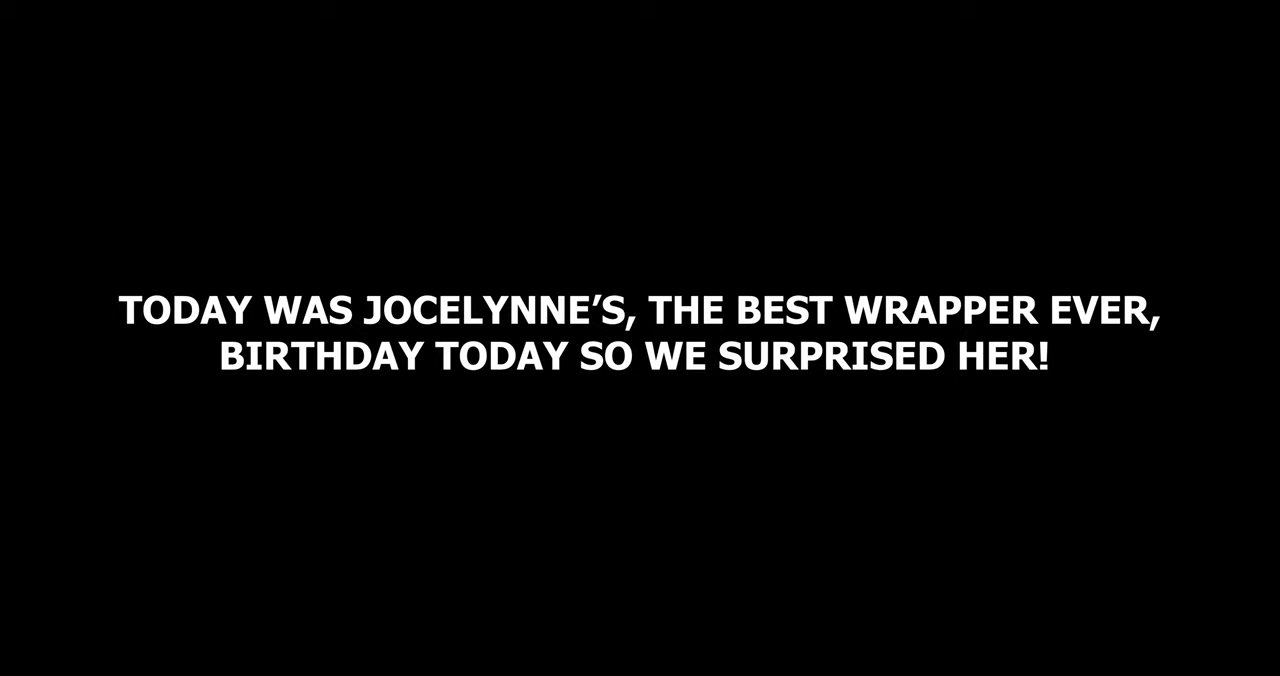 TODAY WAS JOCELYNNE’S, THE BEST WRAPPER EVER,
BIRTHDAY TODAY SO WE SURPRISED HER!